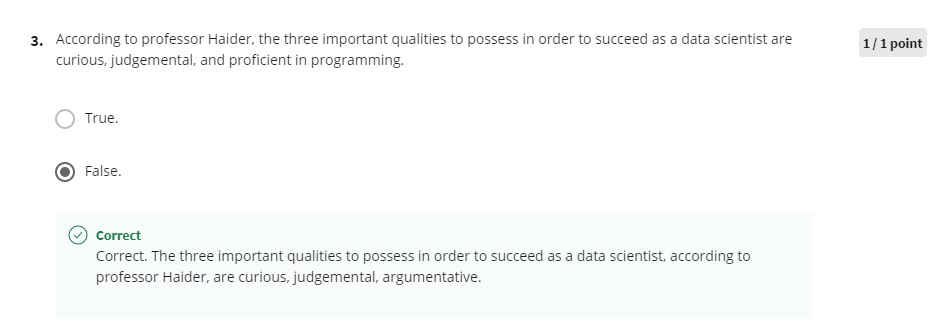 3. According to professor Haider, the three important qualities to possess in order to succeed as a data scientist are
curious, judgemental, and proficient in programming.
1 / 1 point
True.
False.
Correct
Correct. The three important qualities to possess in order to succeed as a data scientist, according to
professor Haider, are curious, judgemental, argumentative.